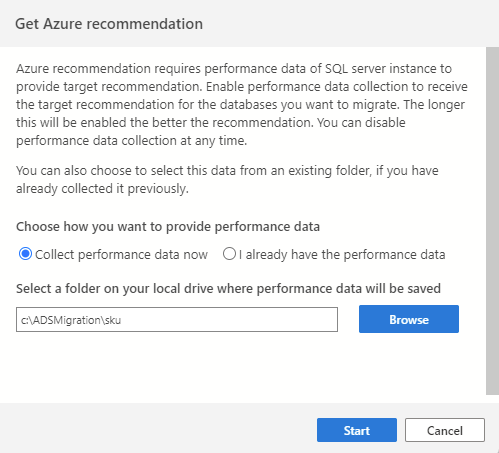 Get Azure recommendation
Azure recommendation requires performance data of SQL server instance to
provide target recommendation. Enable performance data collection to receive
the target recommendation for the databases you want to migrate. The longer
this will be enabled the better the recommendation. You can disable
performance data collection at any time.
You can also choose to select this data from an existing folder, if you have
already collected it previously.
Choose how you want to provide performance data
Collect performance data now I already have the performance data
Select a folder on your local drive where performance data will be saved
c:\ADSMigration\sku Browse
Start Cancel